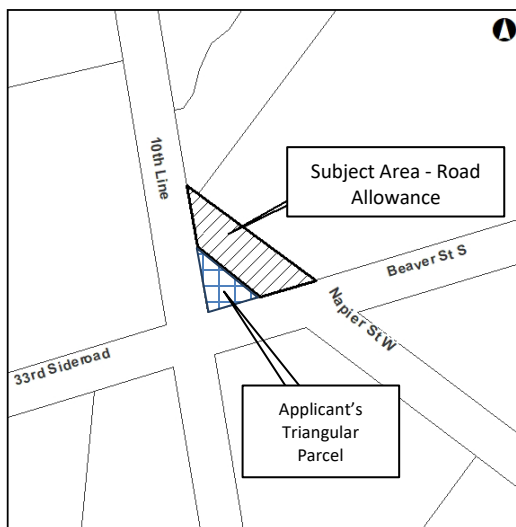 10th Line
Subject Area - Road
Allowance
Beaver St S
Napier St W
33rd Sideroad
Applicant's
Triangular
Parcel